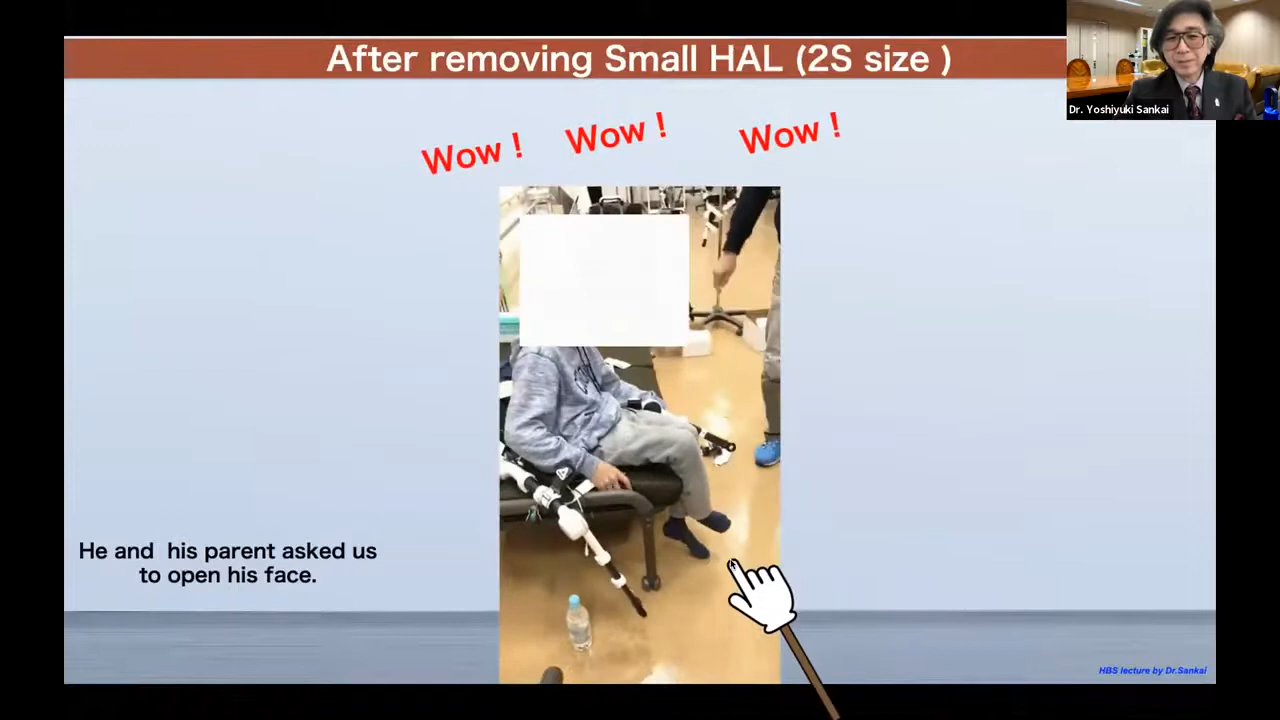 After removing Small HAL (2S size )
Dr. Yoshiyuki Sankai
Wow !
Wow !
Wow !
He and his parent asked us
to open his face.
HBS lecture by Dr.Sankai